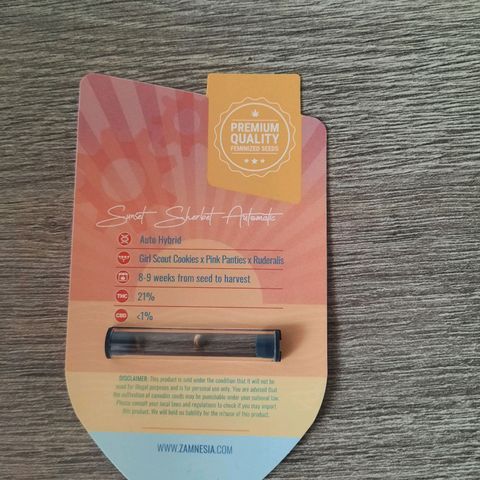 PREMIUM
QUALITY
FEMINIZED SEEDS
Sunset Sherbet Automatic
Auto Hybrid
TEST
Girl Scout Cookies x Pink Panties x Ruderalis
8-9 weeks from seed to harvest
THC
21%
CBD
<1%
DISCLAIMER: This product is sold under the condition that it will not be
used for illegal purposes and is for personal use only. You are advised that
the cultivation of cannabis seeds may be punishable under your national law.
Please consult your local laws and regulations to check if you may import
this product. We will hold no liability for the misuse of this product.
WWW.ZAMNESIA.COM